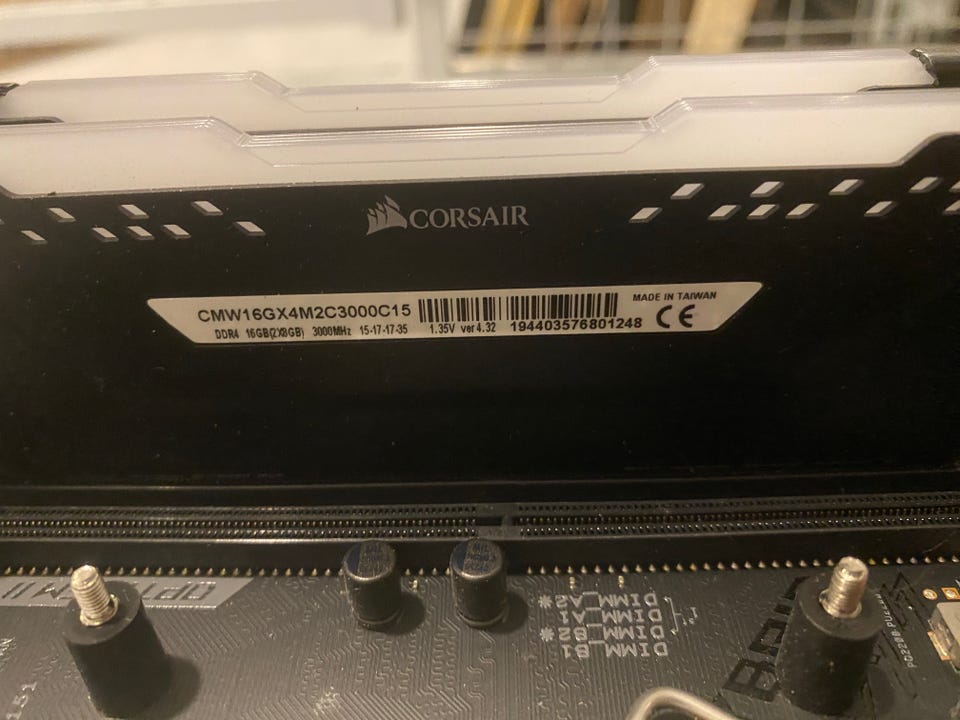 CORSAIR
CMW16GX4M2C3000C15
MADE IN TAIWAN
DDR4 16GB(2X8GB) 3000MHz 15-17-17-35 1.35V ver4.32 194403576801248 CE
DIMM_A2*
DIMM_A1
DIMM_B2*
DIMM_B1